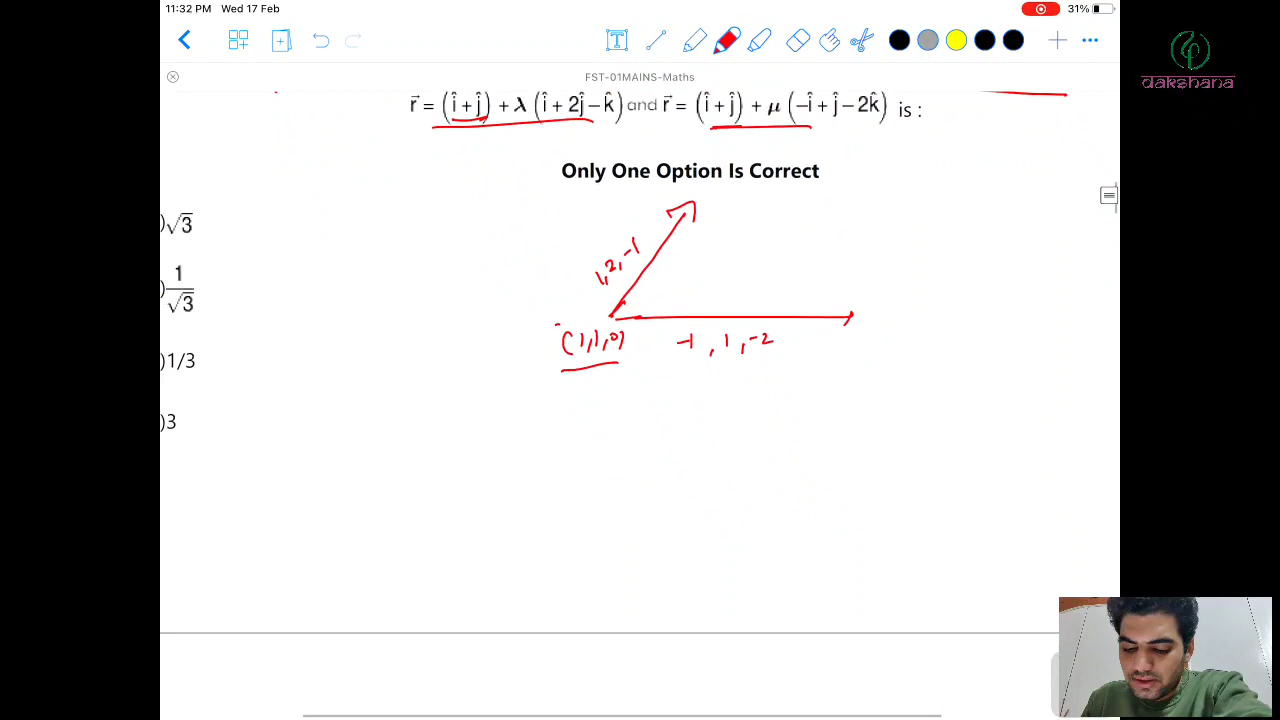 11:32 PM Wed 17 Feb
31%
dakshana
FST-01MAINS-Maths
r⃗ = (î + ĵ) + λ (î + 2ĵ − k̂) and r⃗ = (î + ĵ) + μ (−î + ĵ − 2k̂) is :
Only One Option Is Correct
)√3
)1/√3
)1/3
)3
1, 2, -1
(1,1,0)
-1 , 1 , -2